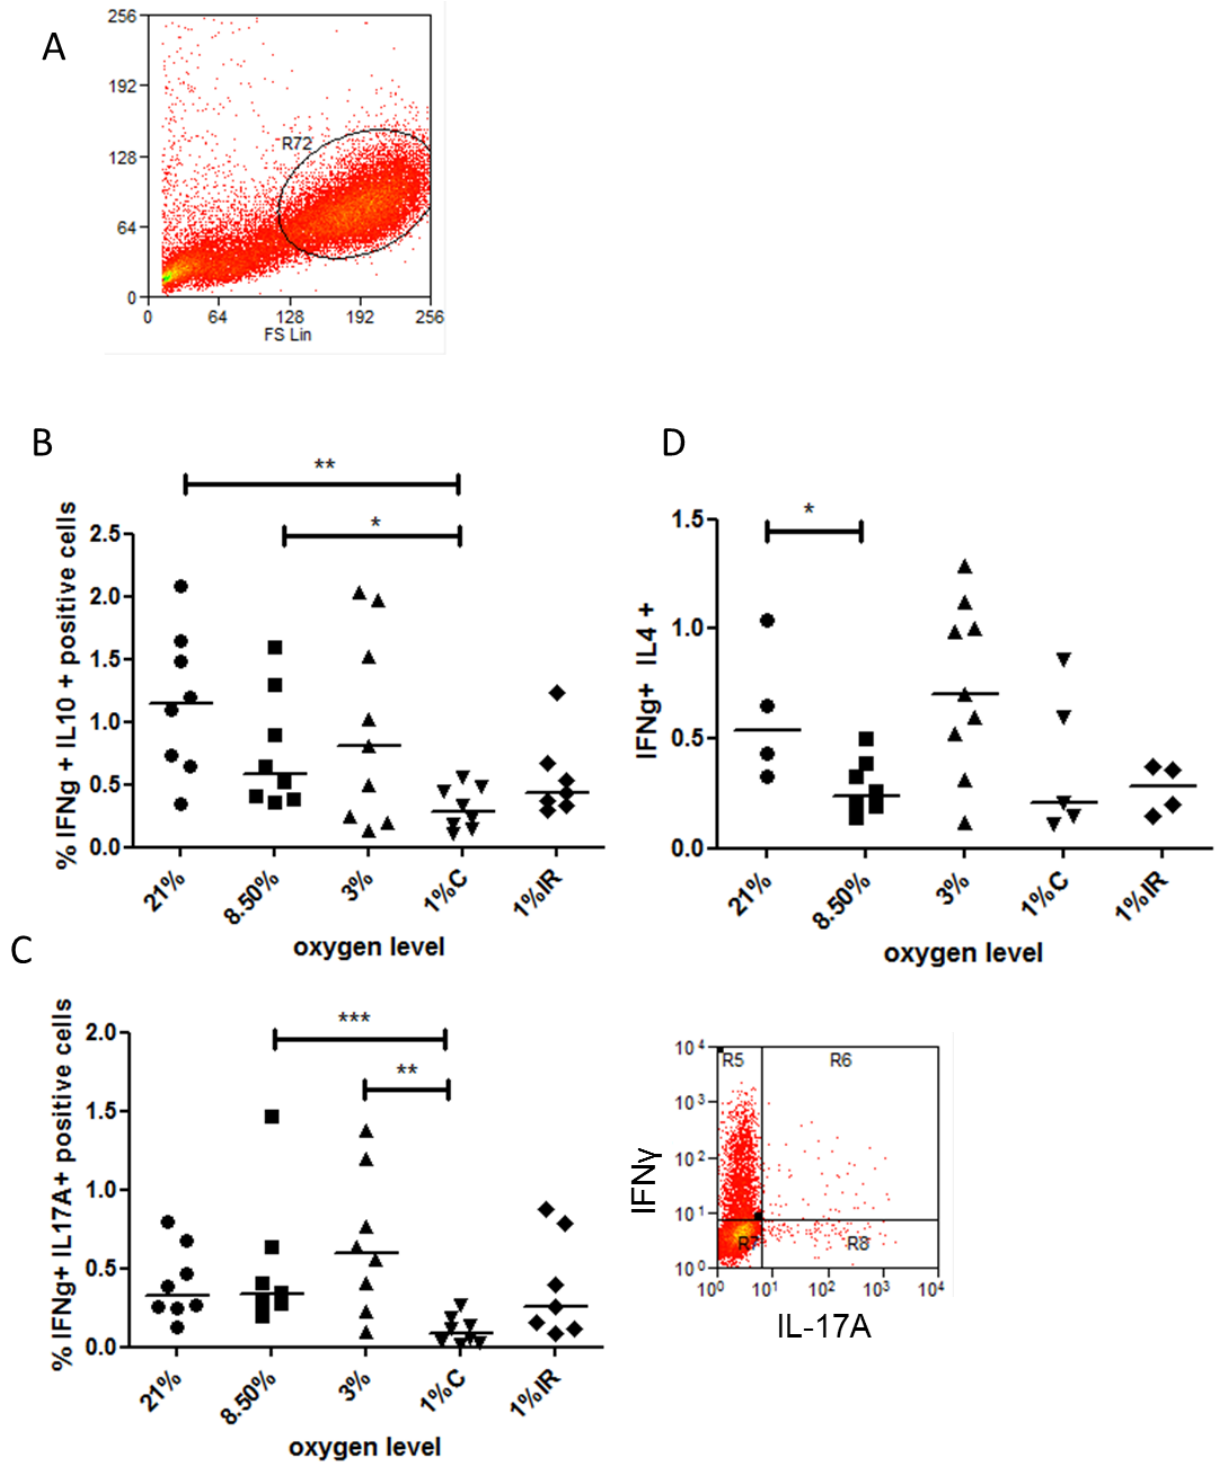 A
256
192
128
64
0
R72
0 64 128 192 256
FS Lin
B
**
*
% IFNg + IL10 + positive cells
2.5
2.0
1.5
1.0
0.5
0.0
21% 8.50% 3% 1%C 1%IR
oxygen level
D
*
IFNg+ IL4 +
1.5
1.0
0.5
0.0
21% 8.50% 3% 1%C 1%IR
oxygen level
C
***
**
% IFNg+ IL17A+ positive cells
2.0
1.5
1.0
0.5
0.0
21% 8.50% 3% 1%C 1%IR
oxygen level
IFNγ
10⁴
10³
10²
10¹
10⁰
R5 R6
R7 R8
10⁰ 10¹ 10² 10³ 10⁴
IL-17A